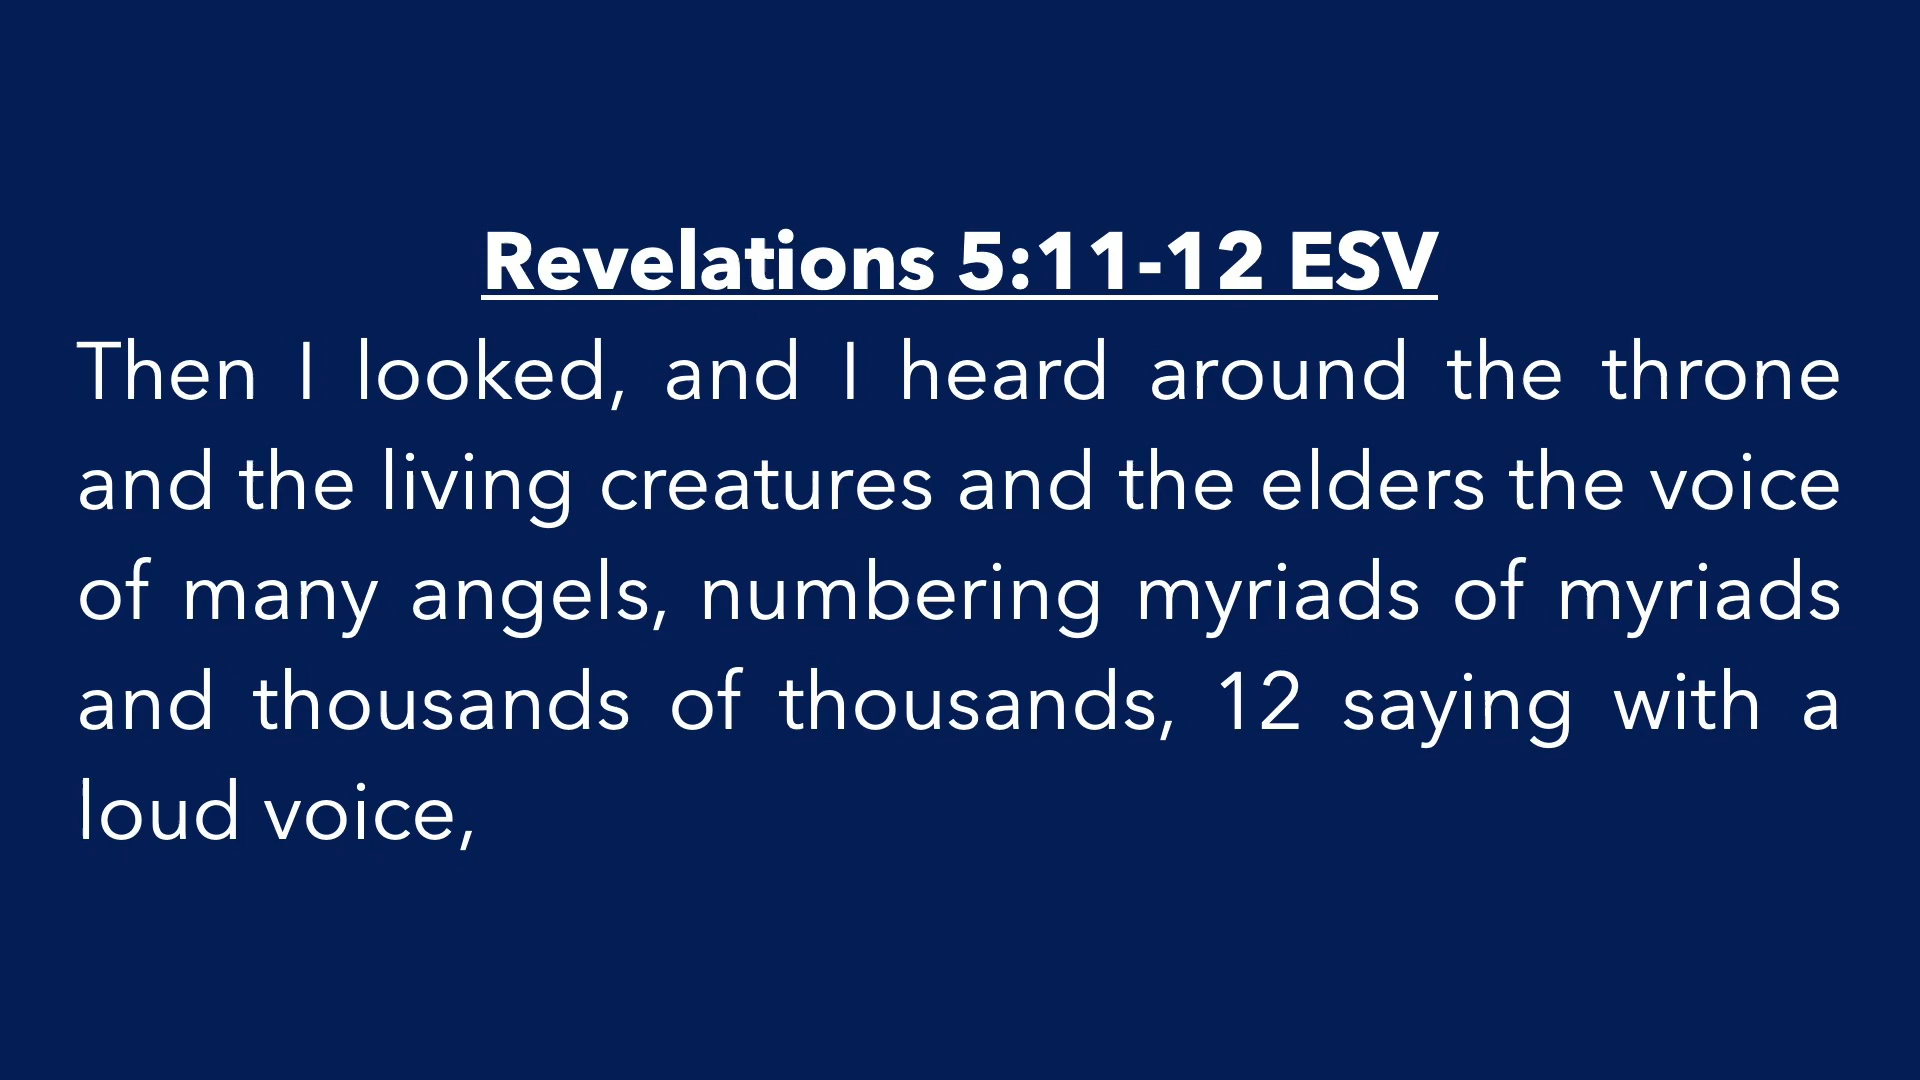 Revelations 5:11-12 ESV
Then I looked, and I heard around the throne
and the living creatures and the elders the voice
of many angels, numbering myriads of myriads
and thousands of thousands, 12 saying with a
loud voice,